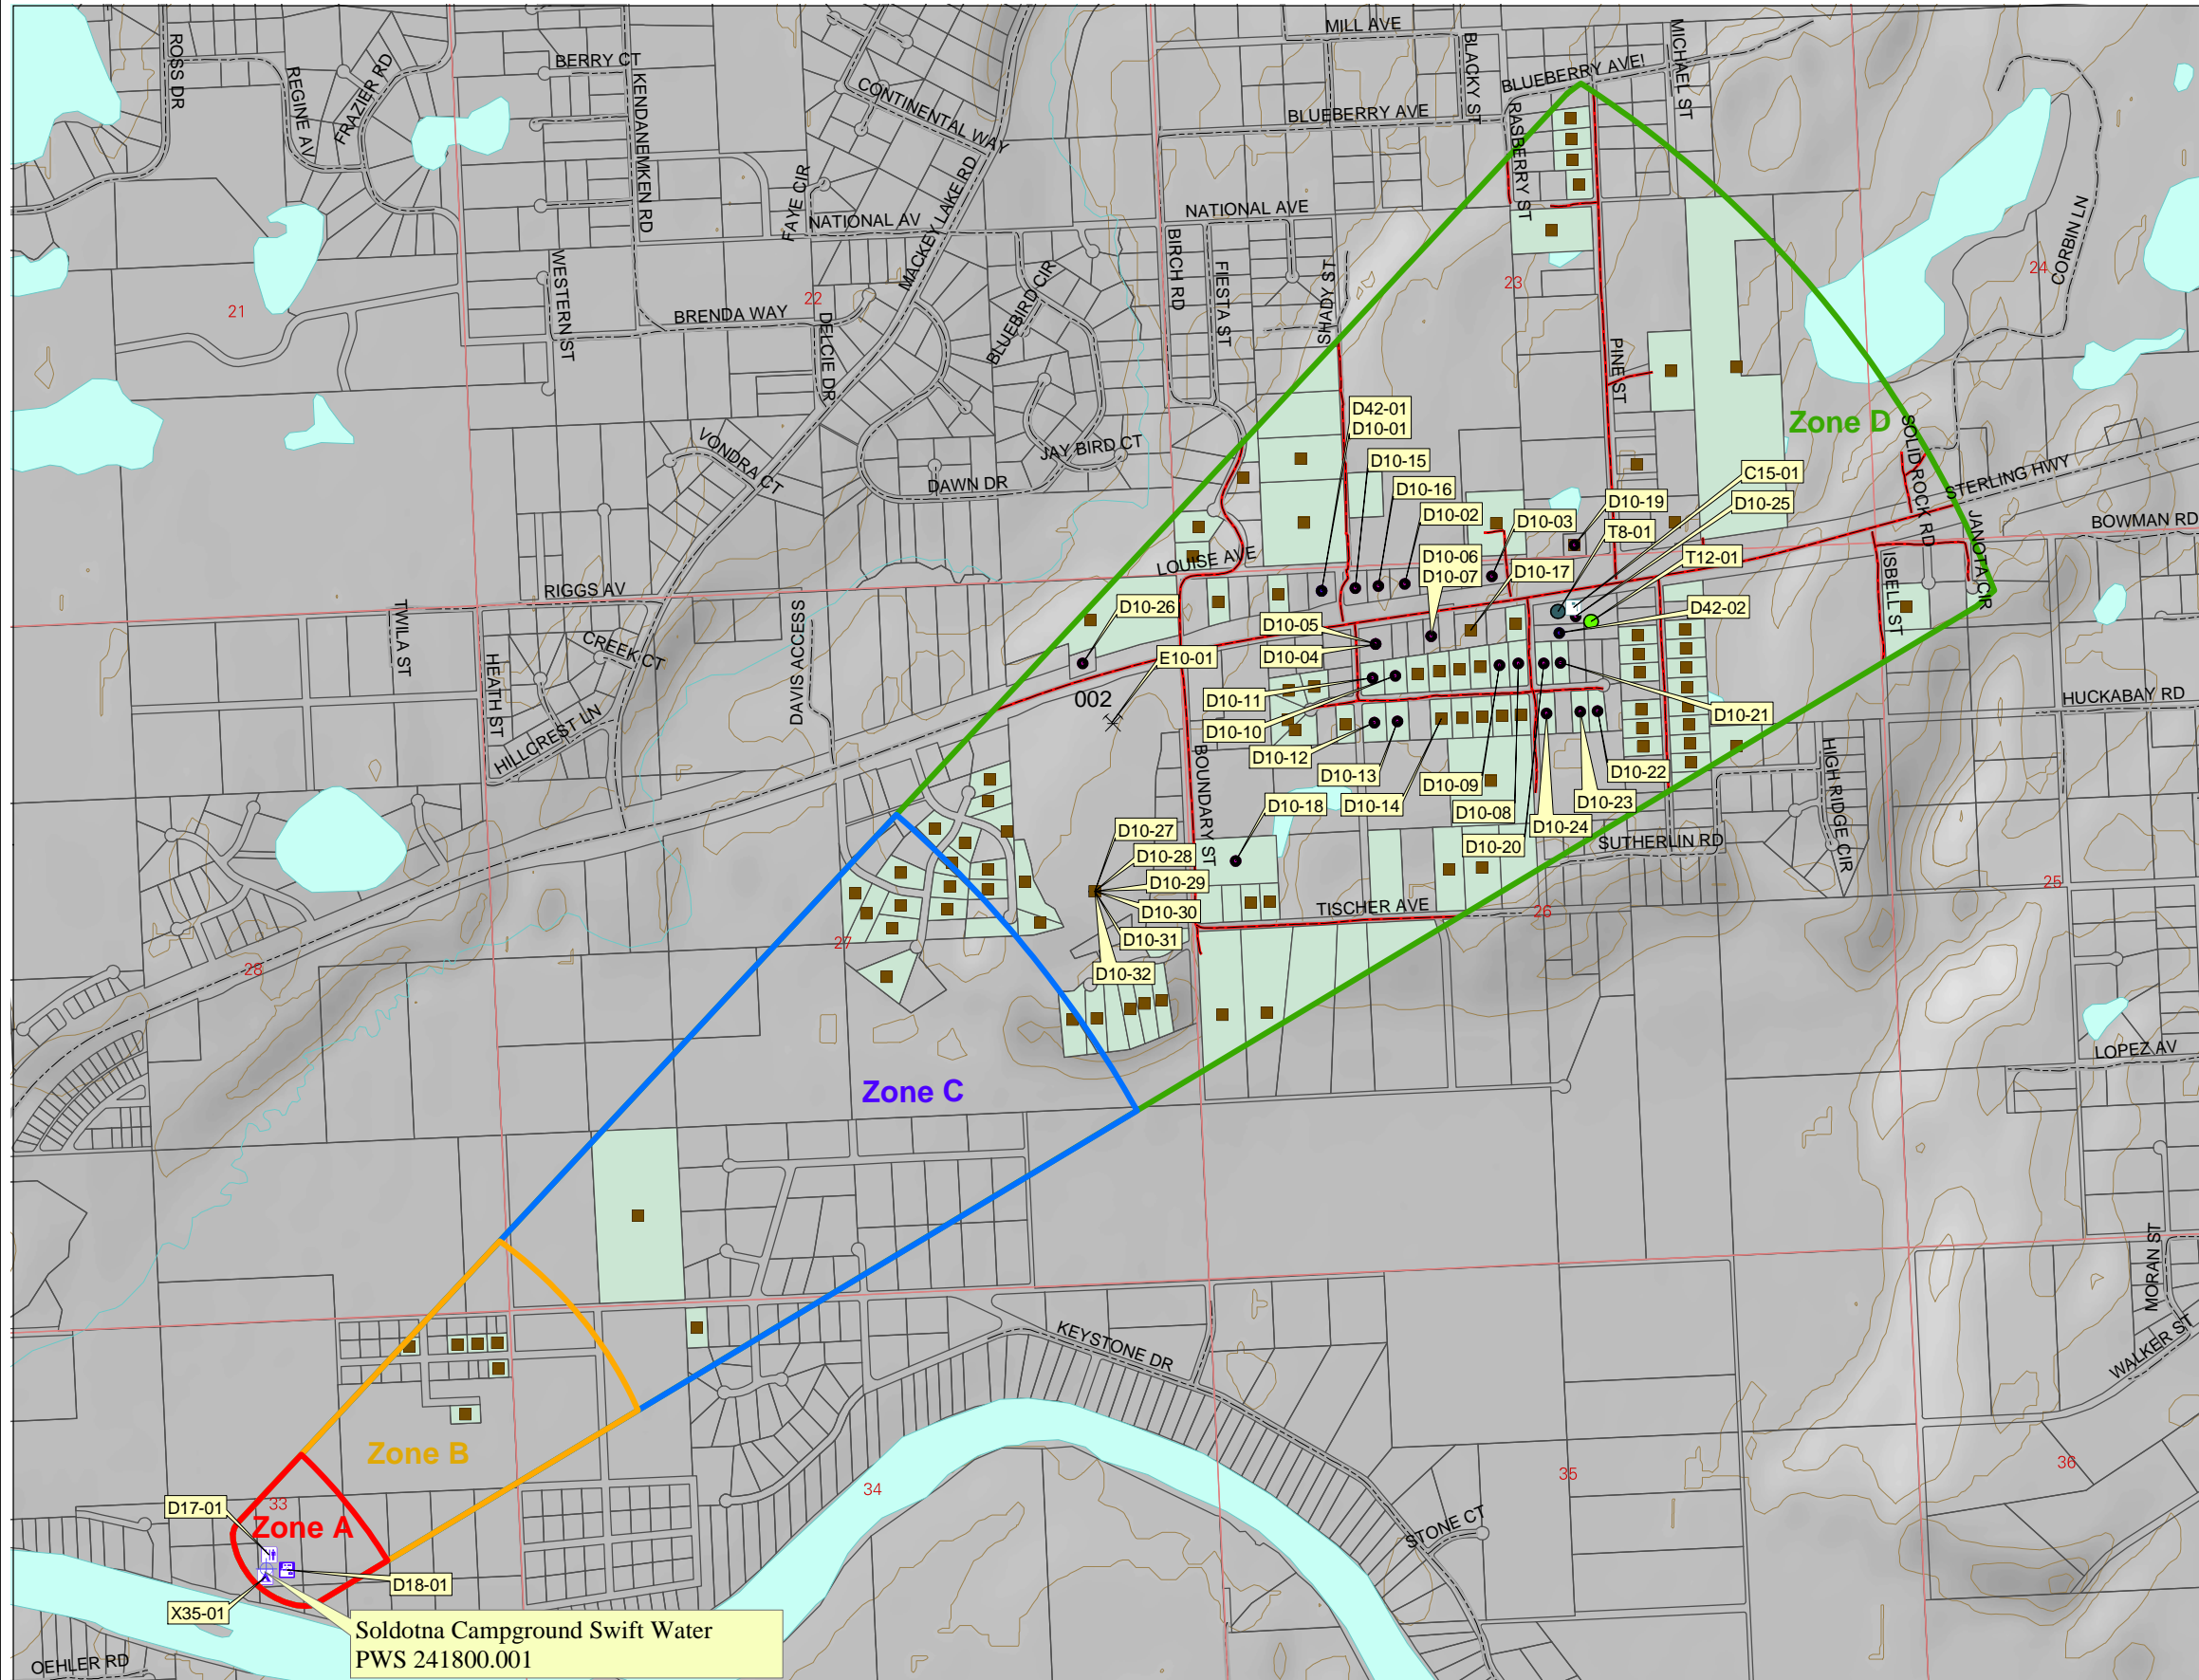 MILL AVE
BLACKY ST
MICHAEL ST
ROSS DR
REGINE AV
FRAZIER RD
BERRY CT
KENDANEMKEN RD
CONTINENTAL WAY
BLUEBERRY AVE!
BLUEBERRY AVE
RASBERRY ST
FAYE CIR
NATIONAL AV
MACKEY LAKE RD
NATIONAL AVE
BIRCH RD
FIESTA ST
SHADY ST
CORBIN LN
WESTERN ST
BRENDA WAY
DELCIE DR
BLUEBIRD CIR
PINE ST
21
22
23
24
Zone D
VONDRA CT
JAY BIRD CT
DAWN DR
D42-01
D10-01
D10-15
D10-16
D10-02
D10-03
D10-19
C15-01
D10-25
T8-01
T12-01
D10-06
D10-07
D10-17
D42-02
SOLID ROCK RD
STERLING HWY
JANOTA CIR
BOWMAN RD
ISBELL ST
LOUISE AVE
RIGGS AV
TWILA ST
CREEK CT
HEATH ST
HILLCREST LN
DAVIS ACCESS
D10-26
E10-01
002
D10-05
D10-04
D10-11
D10-10
D10-12
D10-13
D10-14
D10-09
D10-08
D10-20
D10-24
D10-23
D10-22
D10-21
D10-18
HUCKABAY RD
HIGH RIDGE CIR
SUTHERLIN RD
BOUNDARY ST
TISCHER AVE
D10-27
D10-28
D10-29
D10-30
D10-31
D10-32
25
26
27
28
LOPEZ AV
Zone C
MORAN ST
WALKER ST
KEYSTONE DR
STONE CT
Zone B
33
34
35
36
Zone A
D17-01
D18-01
X35-01
Soldotna Campground Swift Water
PWS 241800.001
OEHLER RD